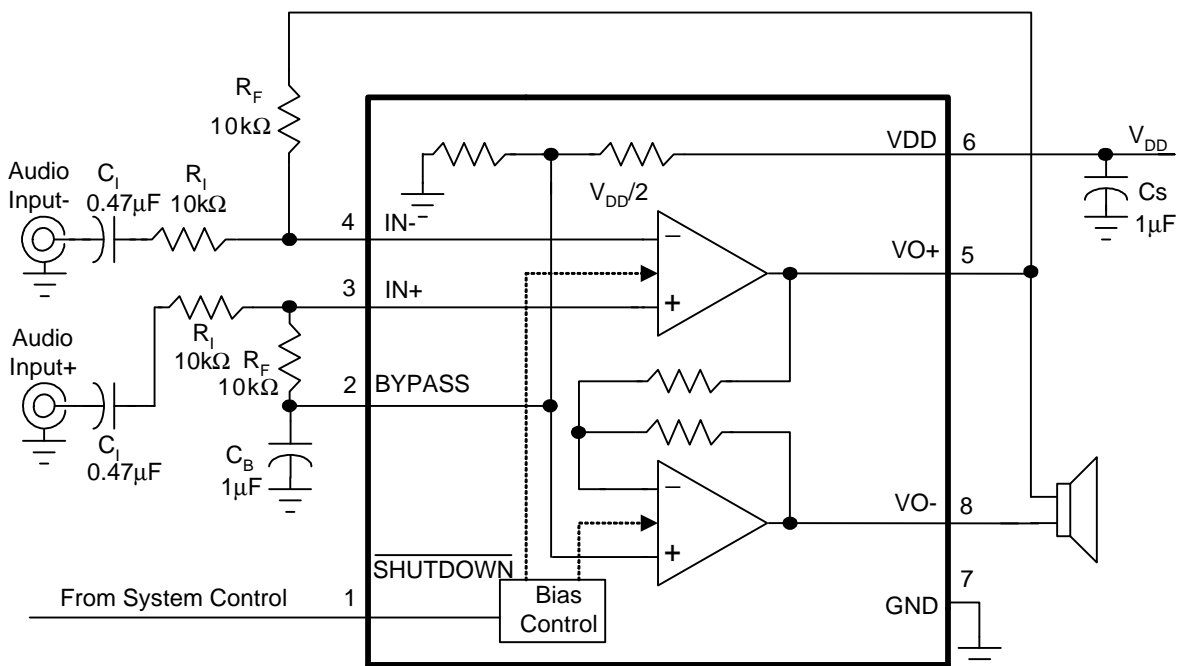 R_F
10kΩ
Audio
Input-
C_I
0.47µF
R_I
10kΩ
4
IN-
3
IN+
Audio
Input+
R_I
10kΩ
R_F
10kΩ
2
BYPASS
C_I
0.47µF
C_B
1µF
SHUTDOWN
From System Control
1
Bias
Control
V_DD/2
−
+
−
+
VDD
6
V_DD
Cs
1µF
VO+
5
VO-
8
7
GND